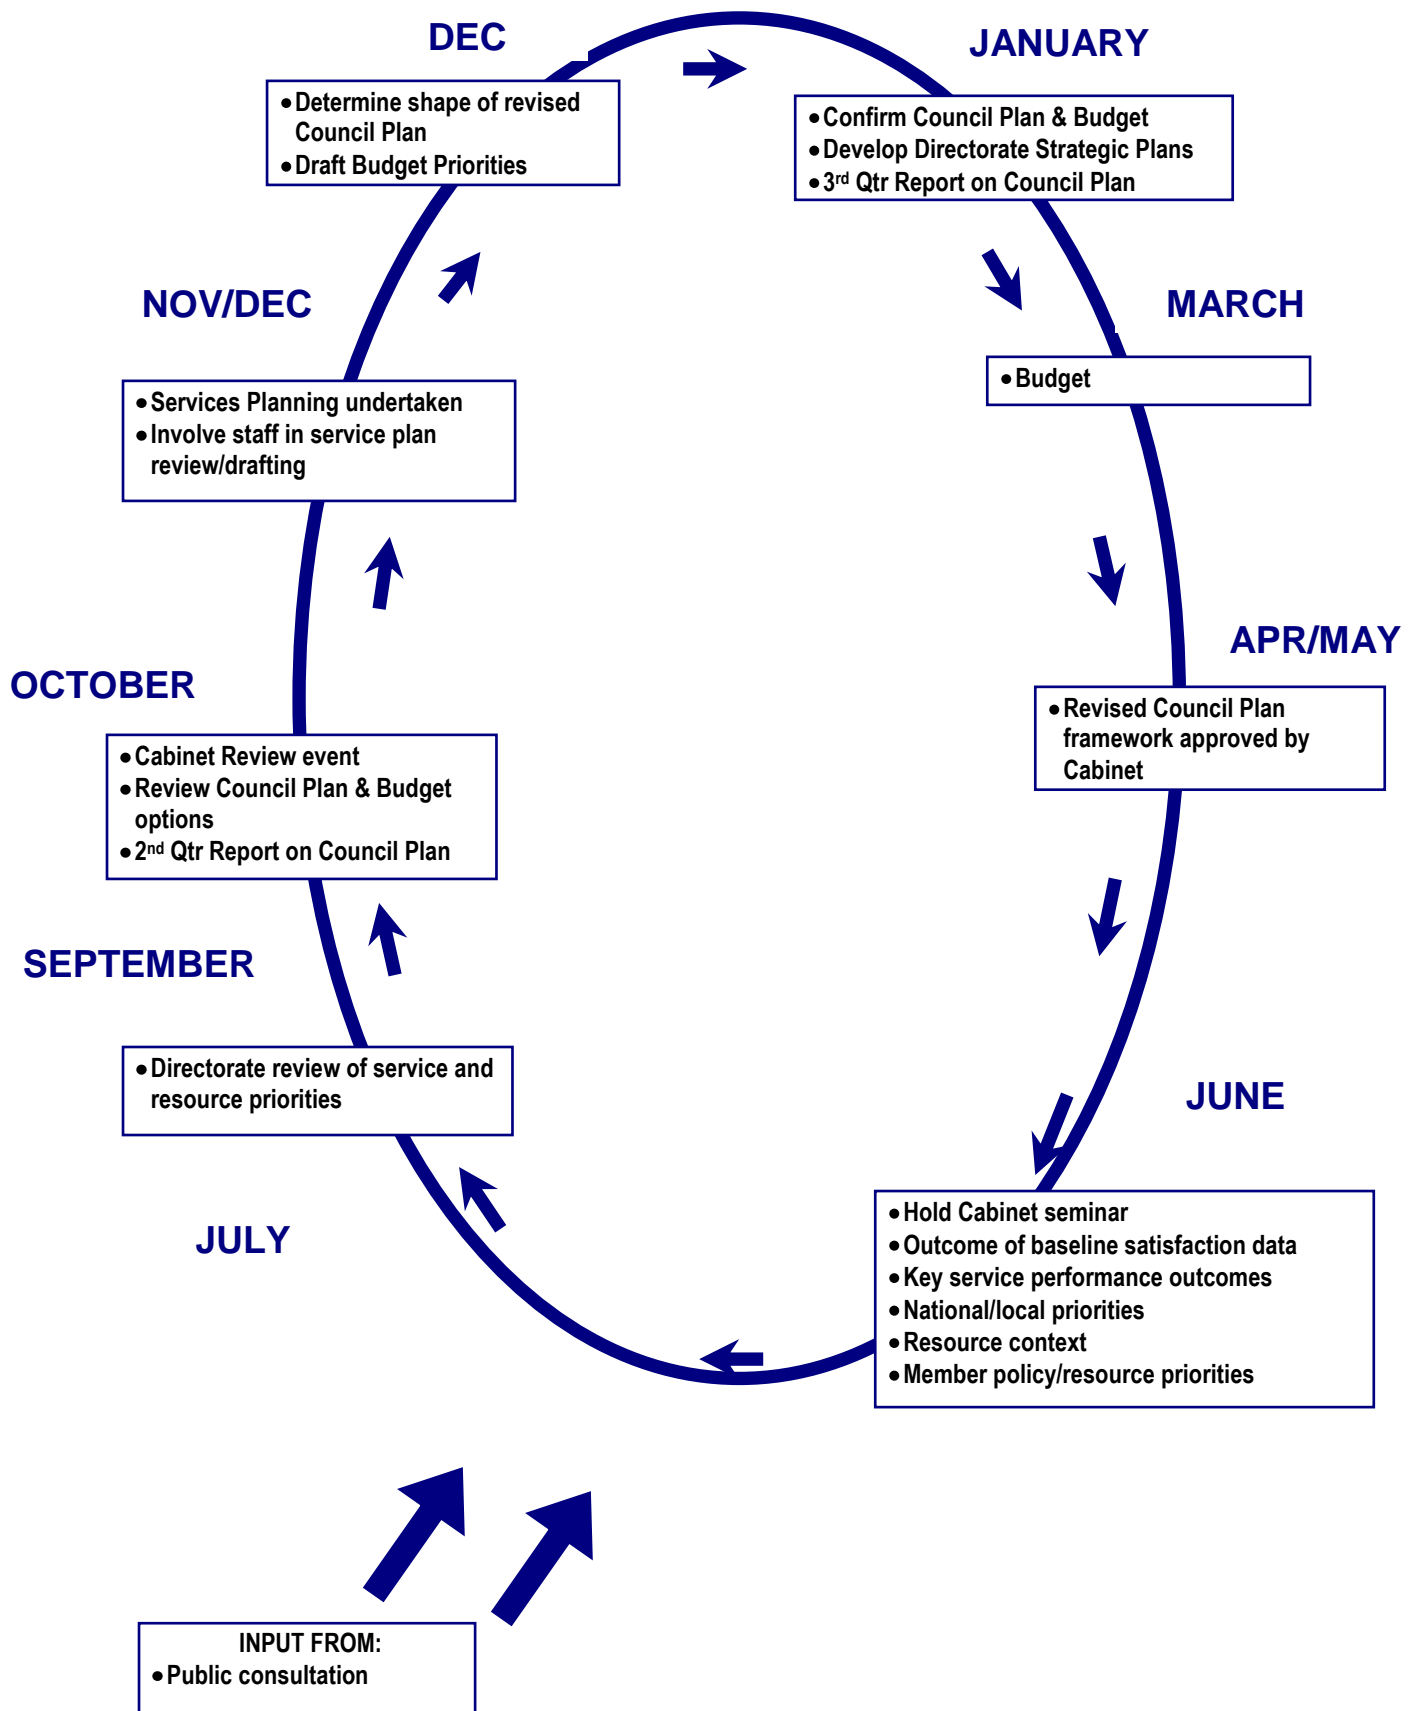 DEC
• Determine shape of revised
Council Plan
• Draft Budget Priorities
JANUARY
• Confirm Council Plan & Budget
• Develop Directorate Strategic Plans
• 3rd Qtr Report on Council Plan
MARCH
• Budget
APR/MAY
• Revised Council Plan
framework approved by
Cabinet
JUNE
• Hold Cabinet seminar
• Outcome of baseline satisfaction data
• Key service performance outcomes
• National/local priorities
• Resource context
• Member policy/resource priorities
JULY
SEPTEMBER
• Directorate review of service and
resource priorities
OCTOBER
• Cabinet Review event
• Review Council Plan & Budget
options
• 2nd Qtr Report on Council Plan
NOV/DEC
• Services Planning undertaken
• Involve staff in service plan
review/drafting
INPUT FROM:
• Public consultation